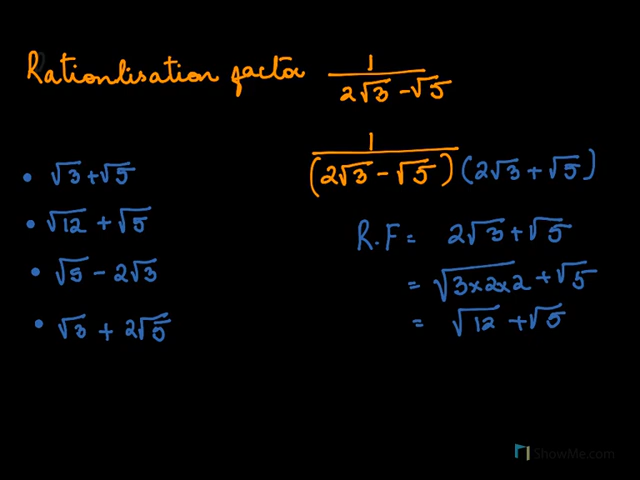 Rationlisation factor 1/(2√3 – √5)
• √3 + √5
• √12 + √5
• √5 – 2√3
• √3 + 2√5
1/(2√3 – √5) (2√3 + √5)
R.F = 2√3 + √5
= √3×2×2 + √5
= √12 + √5
ShowMe.com